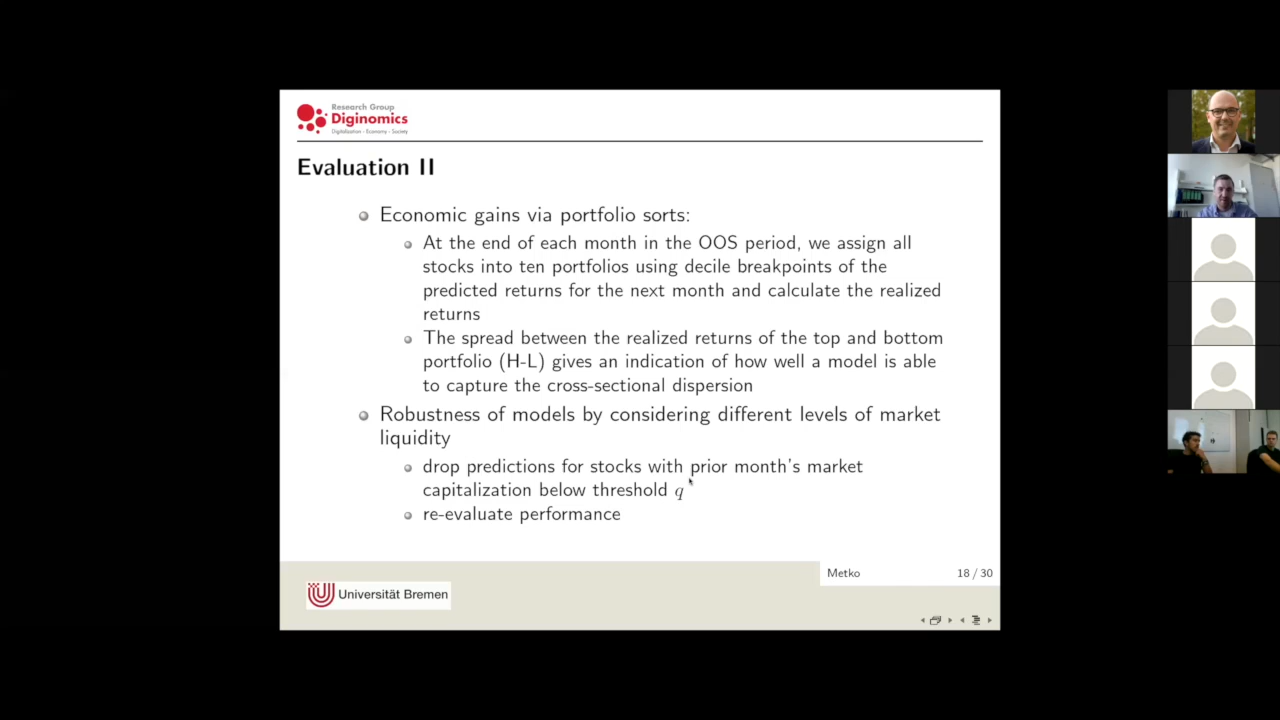 Research Group
Diginomics
Digitalization - Economy - Society
Evaluation II
Economic gains via portfolio sorts:
At the end of each month in the OOS period, we assign all
stocks into ten portfolios using decile breakpoints of the
predicted returns for the next month and calculate the realized
returns
The spread between the realized returns of the top and bottom
portfolio (H-L) gives an indication of how well a model is able
to capture the cross-sectional dispersion
Robustness of models by considering different levels of market
liquidity
drop predictions for stocks with prior month's market
capitalization below threshold q
re-evaluate performance
Metko 18 / 30
Universität Bremen